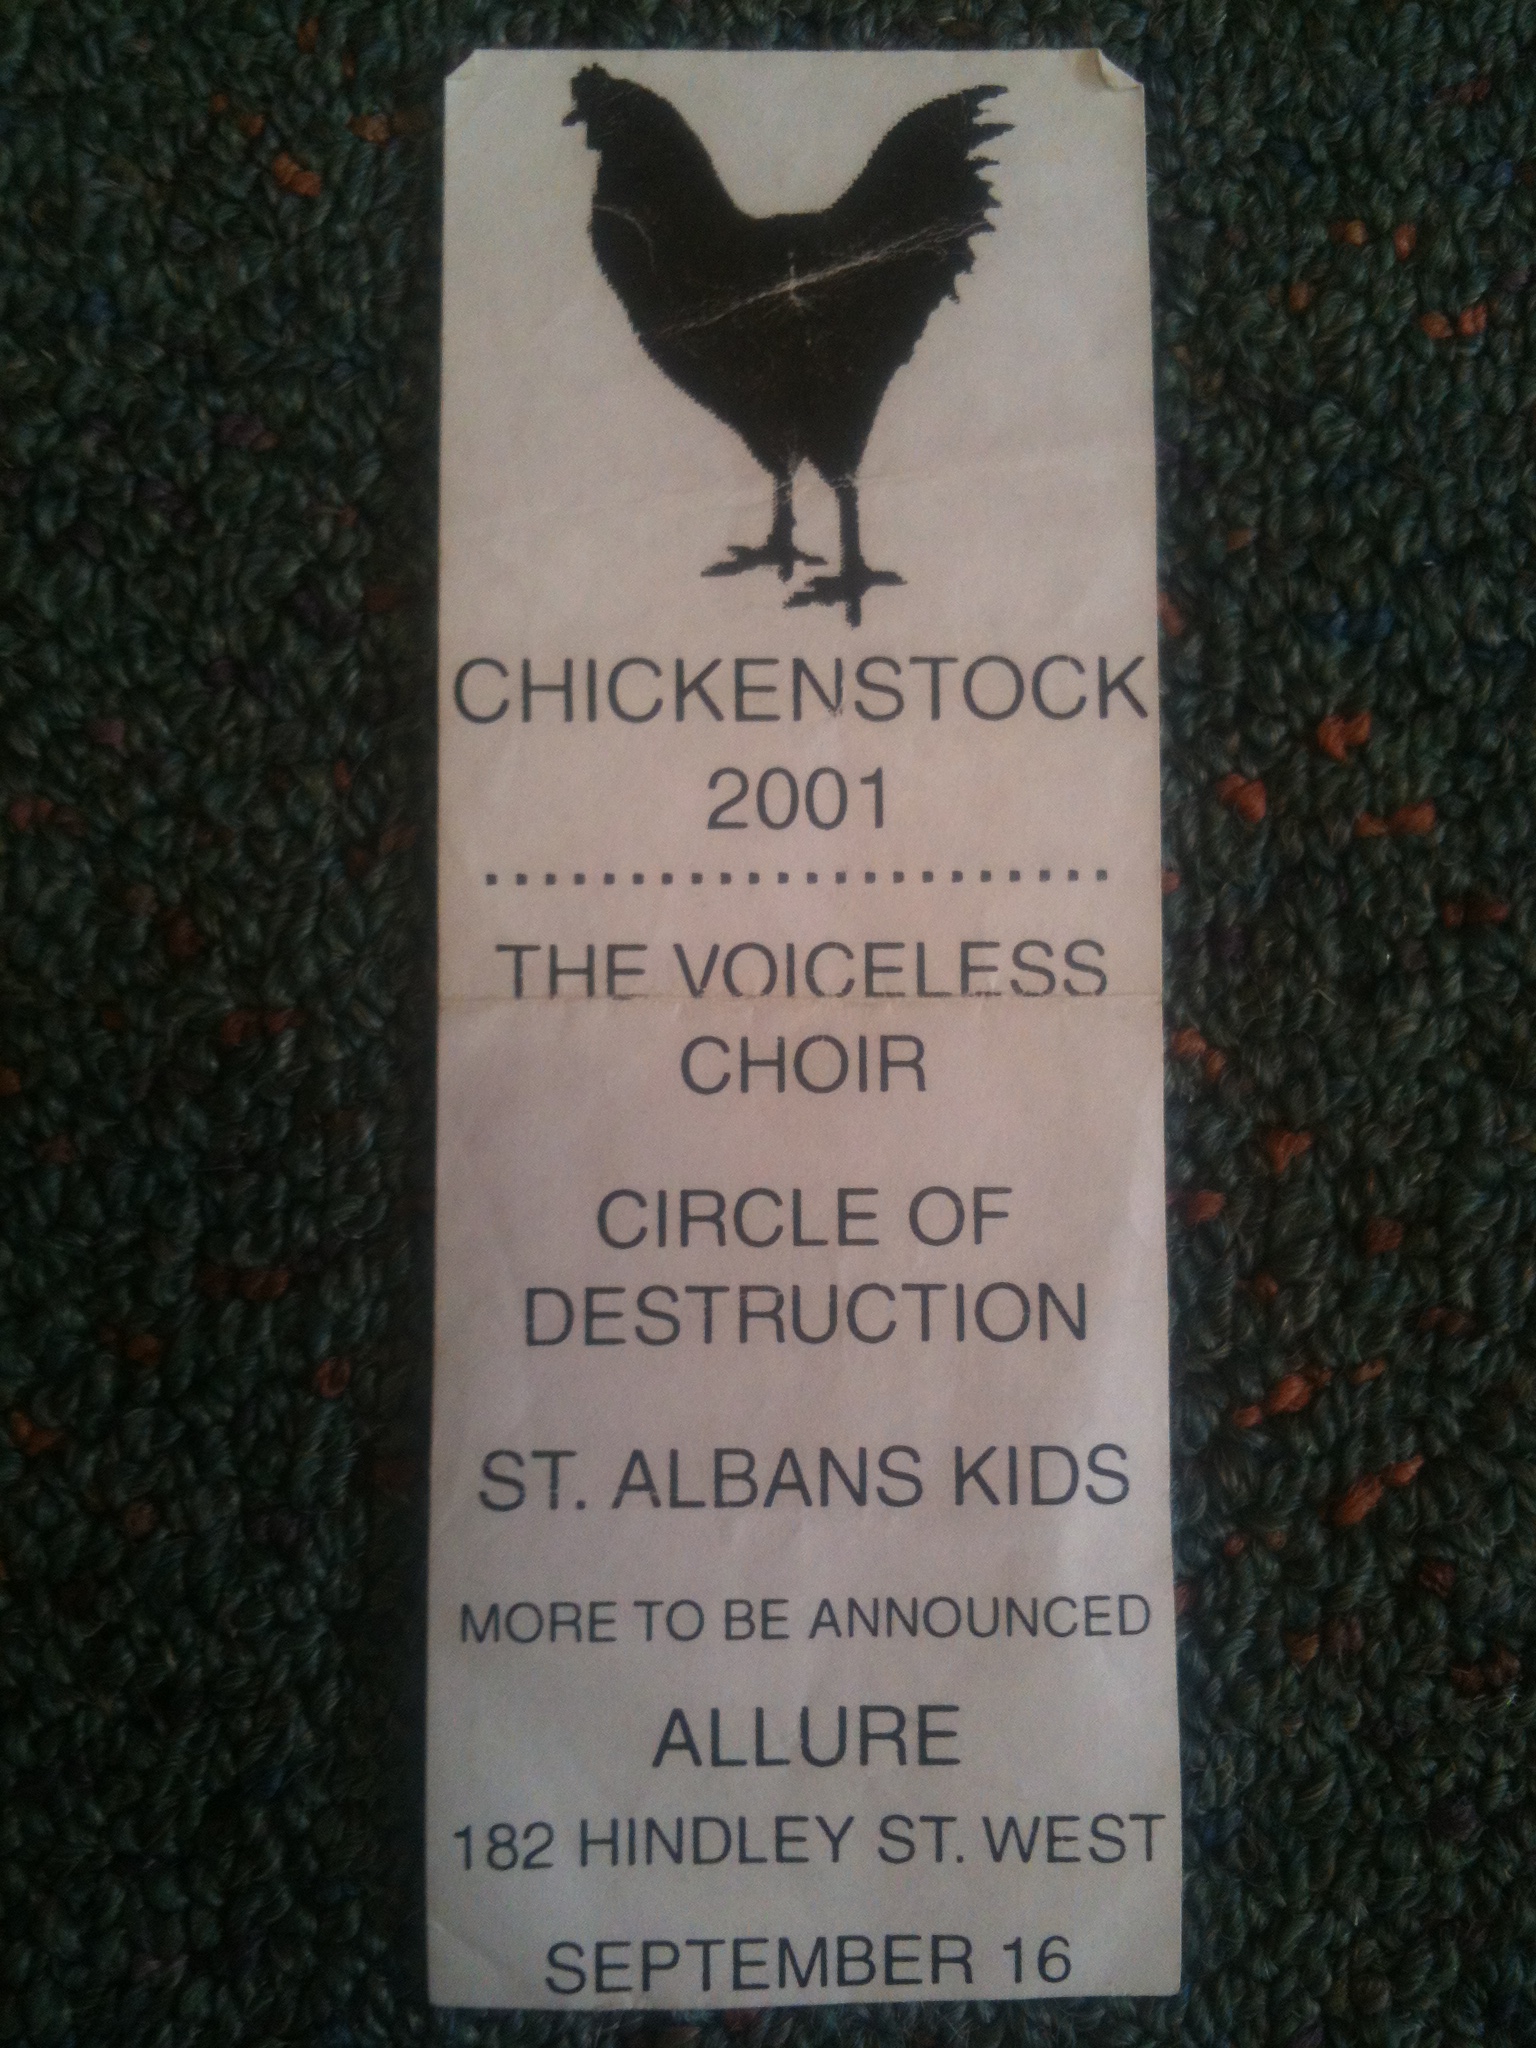 CHICKENSTOCK
2001
THE VOICELESS
CHOIR
CIRCLE OF
DESTRUCTION
ST. ALBANS KIDS
MORE TO BE ANNOUNCED
ALLURE
182 HINDLEY ST. WEST
SEPTEMBER 16